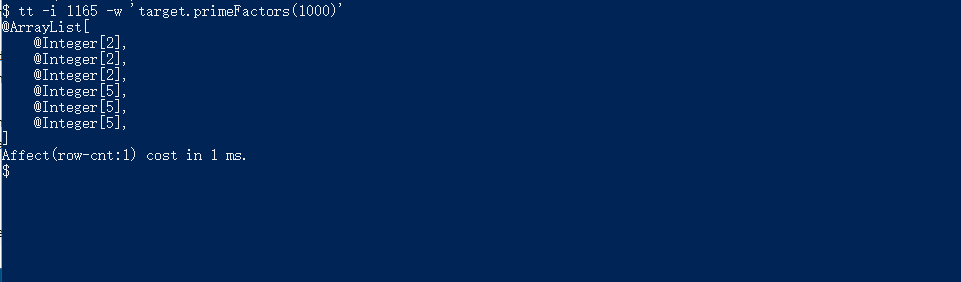 $ tt -i 1165 -w 'target.primeFactors(1000)'
@ArrayList[
    @Integer[2],
    @Integer[2],
    @Integer[2],
    @Integer[5],
    @Integer[5],
    @Integer[5],
]
Affect(row-cnt:1) cost in 1 ms.
$